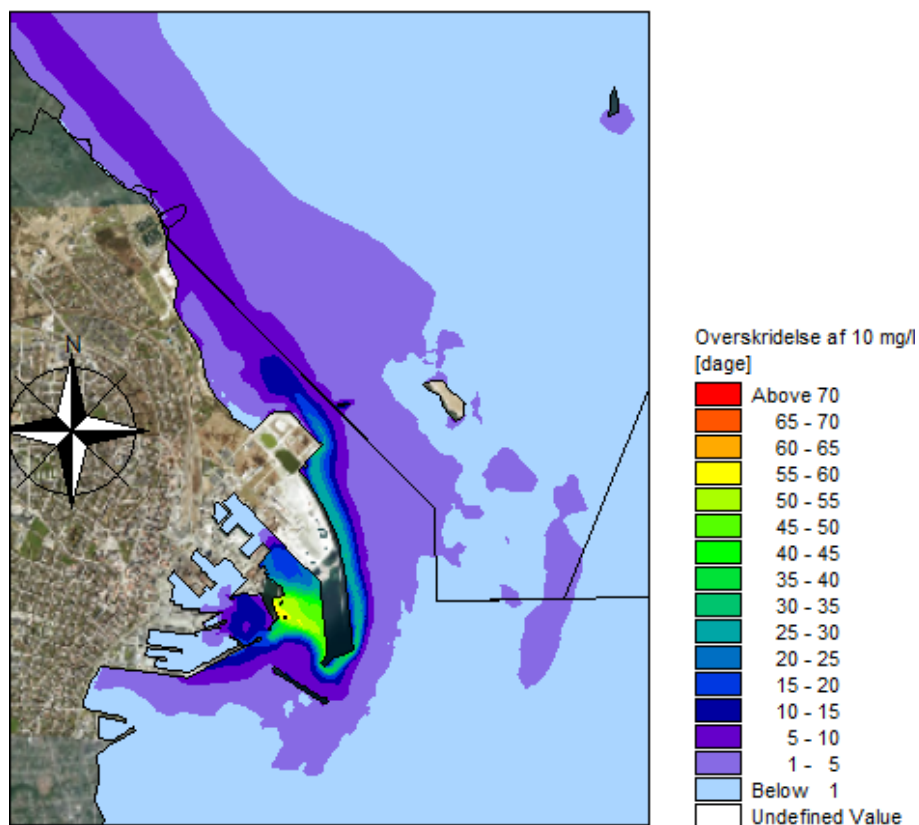 N
Overskridelse af 10 mg/l
[dage]
Above 70
65 - 70
60 - 65
55 - 60
50 - 55
45 - 50
40 - 45
35 - 40
30 - 35
25 - 30
20 - 25
15 - 20
10 - 15
5 - 10
1 - 5
Below 1
Undefined Value